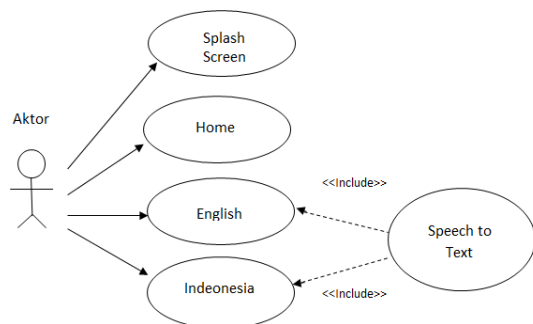 Splash
Screen
Aktor
Home
<<Include>>
English
Speech to
Text
Indeonesia
<<Include>>